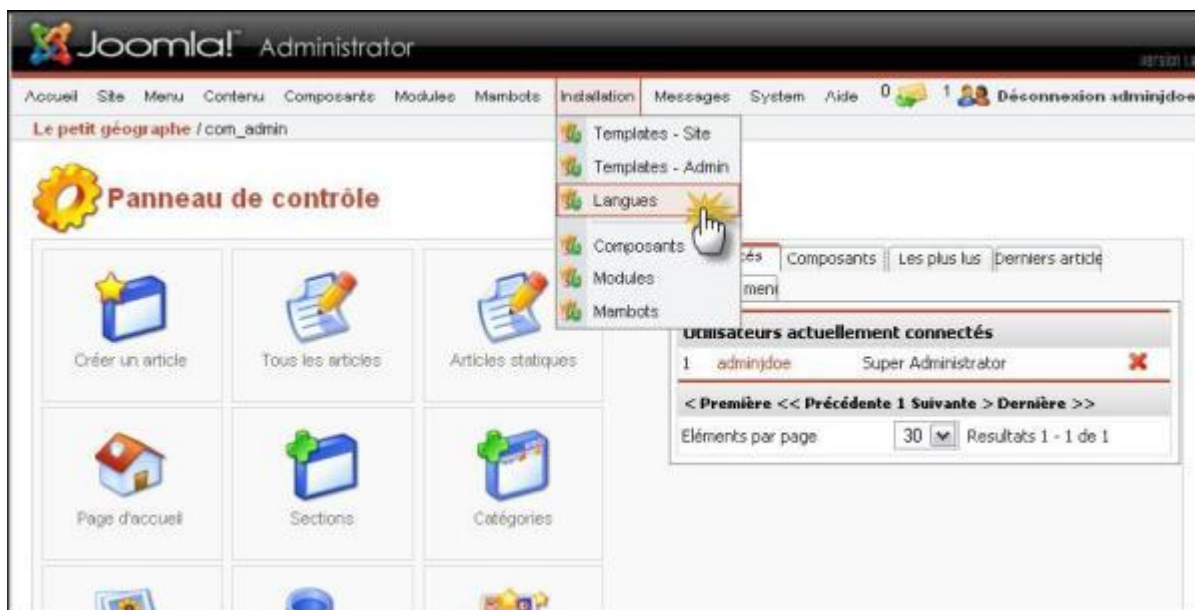 Joomla!™ Administrator
Accueil Site Menu Contenu Composants Modules Mambots Installation Messages System Aide 0 1 Déconnexion adminjdoe
Le petit géographe / com_admin
Templates - Site
Templates - Admin
Langues
Composants
Modules
Mambots
Panneau de contrôle
Créer un article
Tous les articles
Articles statiques
Page d'accueil
Sections
Catégories
Composants Les plus lus Derniers article
Utilisateurs actuellement connectés
1 adminjdoe Super Administrator
< Première << Précédente 1 Suivante > Dernière >>
Eléments par page 30 Resultats 1 - 1 de 1